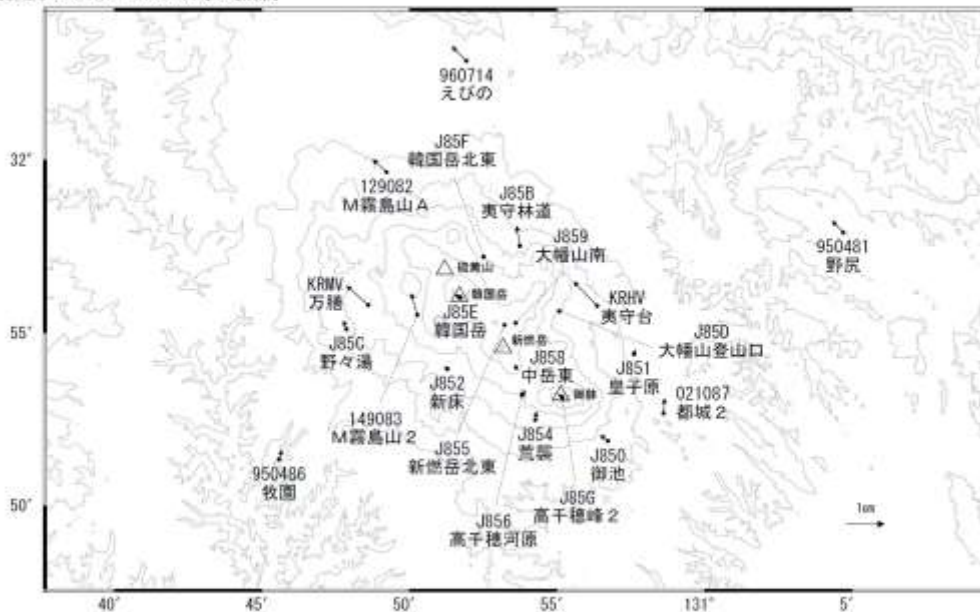 960714
えびの
J85F
韓国岳北東
32°
129082
M霧島山A
J85B
夷守林道
J859
大幡山南
950481
野尻
硫黄山
KRMV
万膳
韓国岳
KRHV
夷守台
J85E
韓国岳
55'
J85C
野々湯
新燃岳
J85D
大幡山登山口
J858
中岳東
J851
皇子原
J852
新床
御鉢
021087
都城2
149083
M霧島山2
J854
荒襲
J855
新燃岳北東
J850
御池
950486
牧園
J85G
高千穂峰2
50'
J856
高千穂河原
1cm
40'
45'
50'
55'
131°
5'